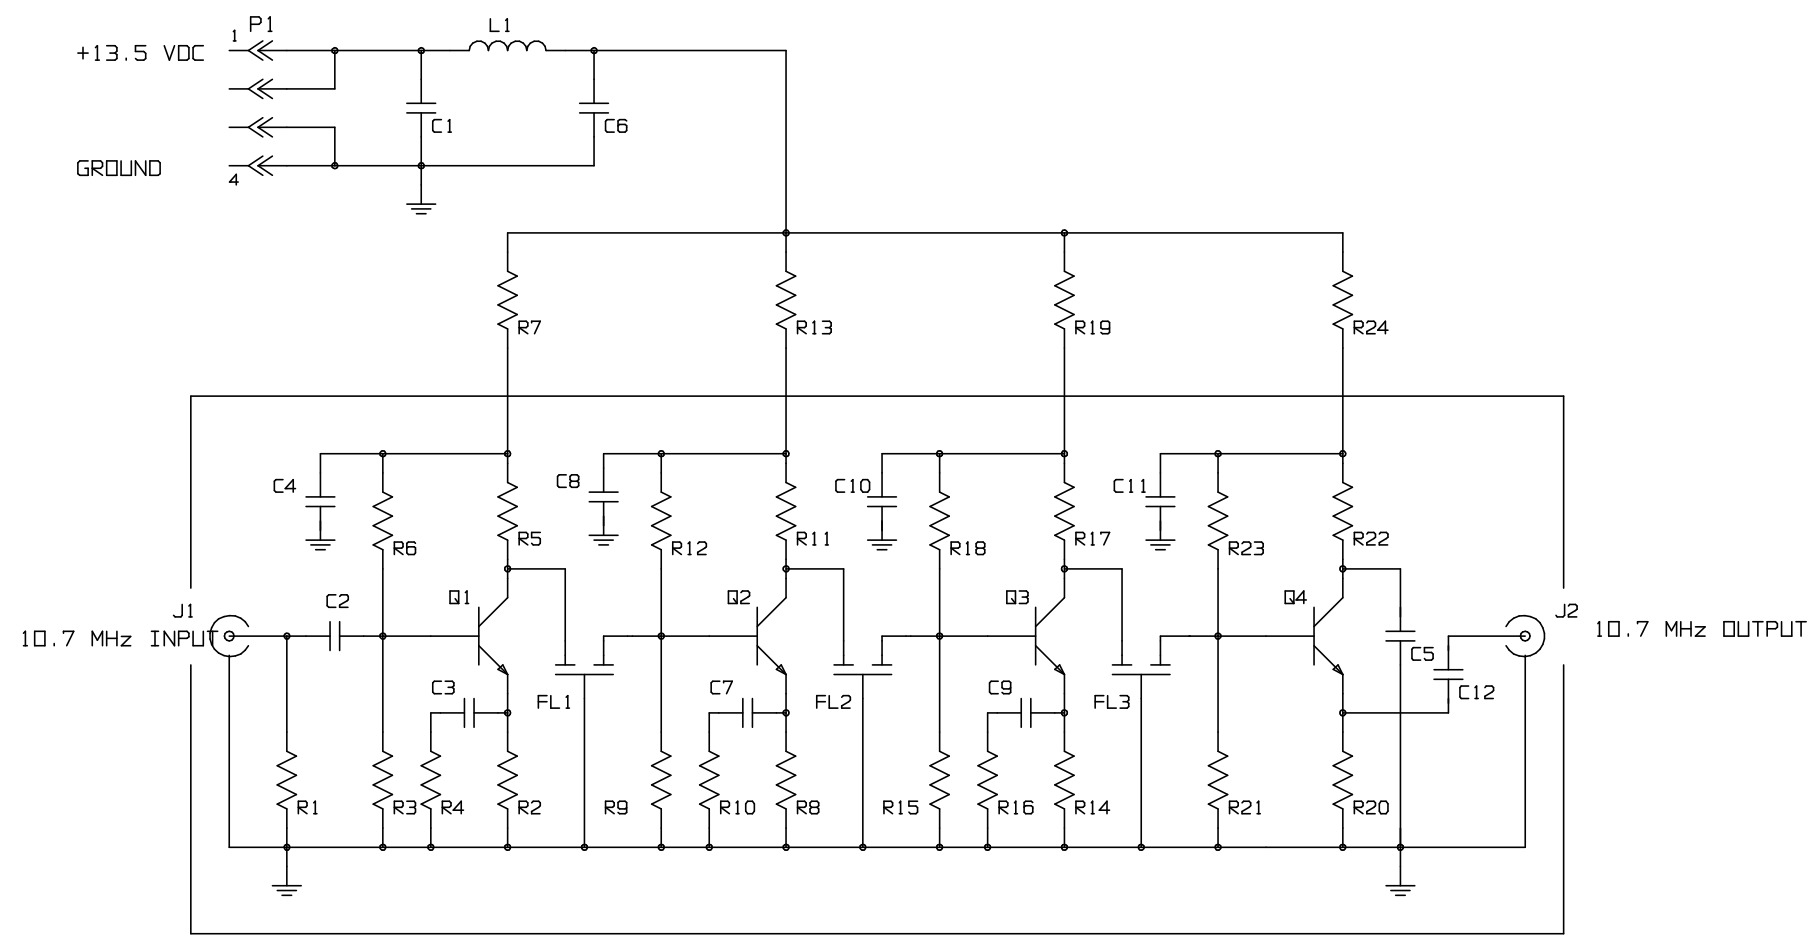 P1
L1
+13.5 VDC 1
C1 C6
GROUND
4
R7 R13 R19 R24
C4 C8 C10 C11
R6 R5 R12 R11 R18 R17 R23 R22
C2 Q1 Q2 Q3 Q4
J1 J2
10.7 MHz INPUT 10.7 MHz OUTPUT
C5
C3 C7 C9 C12
FL1 FL2 FL3
R1 R3 R4 R2 R9 R10 R8 R15 R16 R14 R21 R20